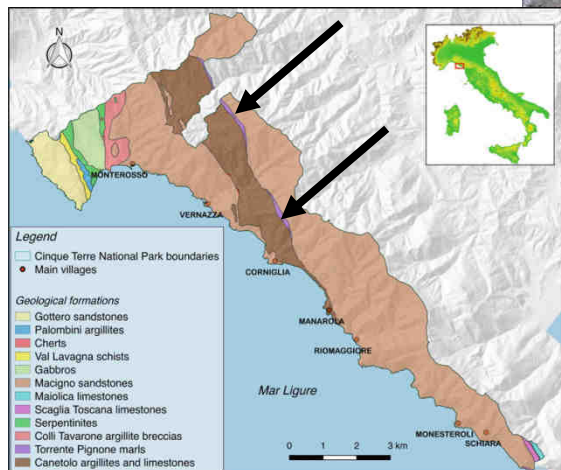 N
MONTEROSSO
VERNAZZA
CORNIGLIA
MANAROLA
RIOMAGGIORE
Mar Ligure
MONESTEROLI
SCHIARA
Legend
Cinque Terre National Park boundaries
Main villages
Geological formations
Gottero sandstones
Palombini argillites
Cherts
Val Lavagna schists
Gabbros
Macigno sandstones
Maiolica limestones
Scaglia Toscana limestones
Serpentinites
Colli Tavarone argillite breccias
Torrente Pignone marls
Canetolo argillites and limestones
0 1 2 3 km